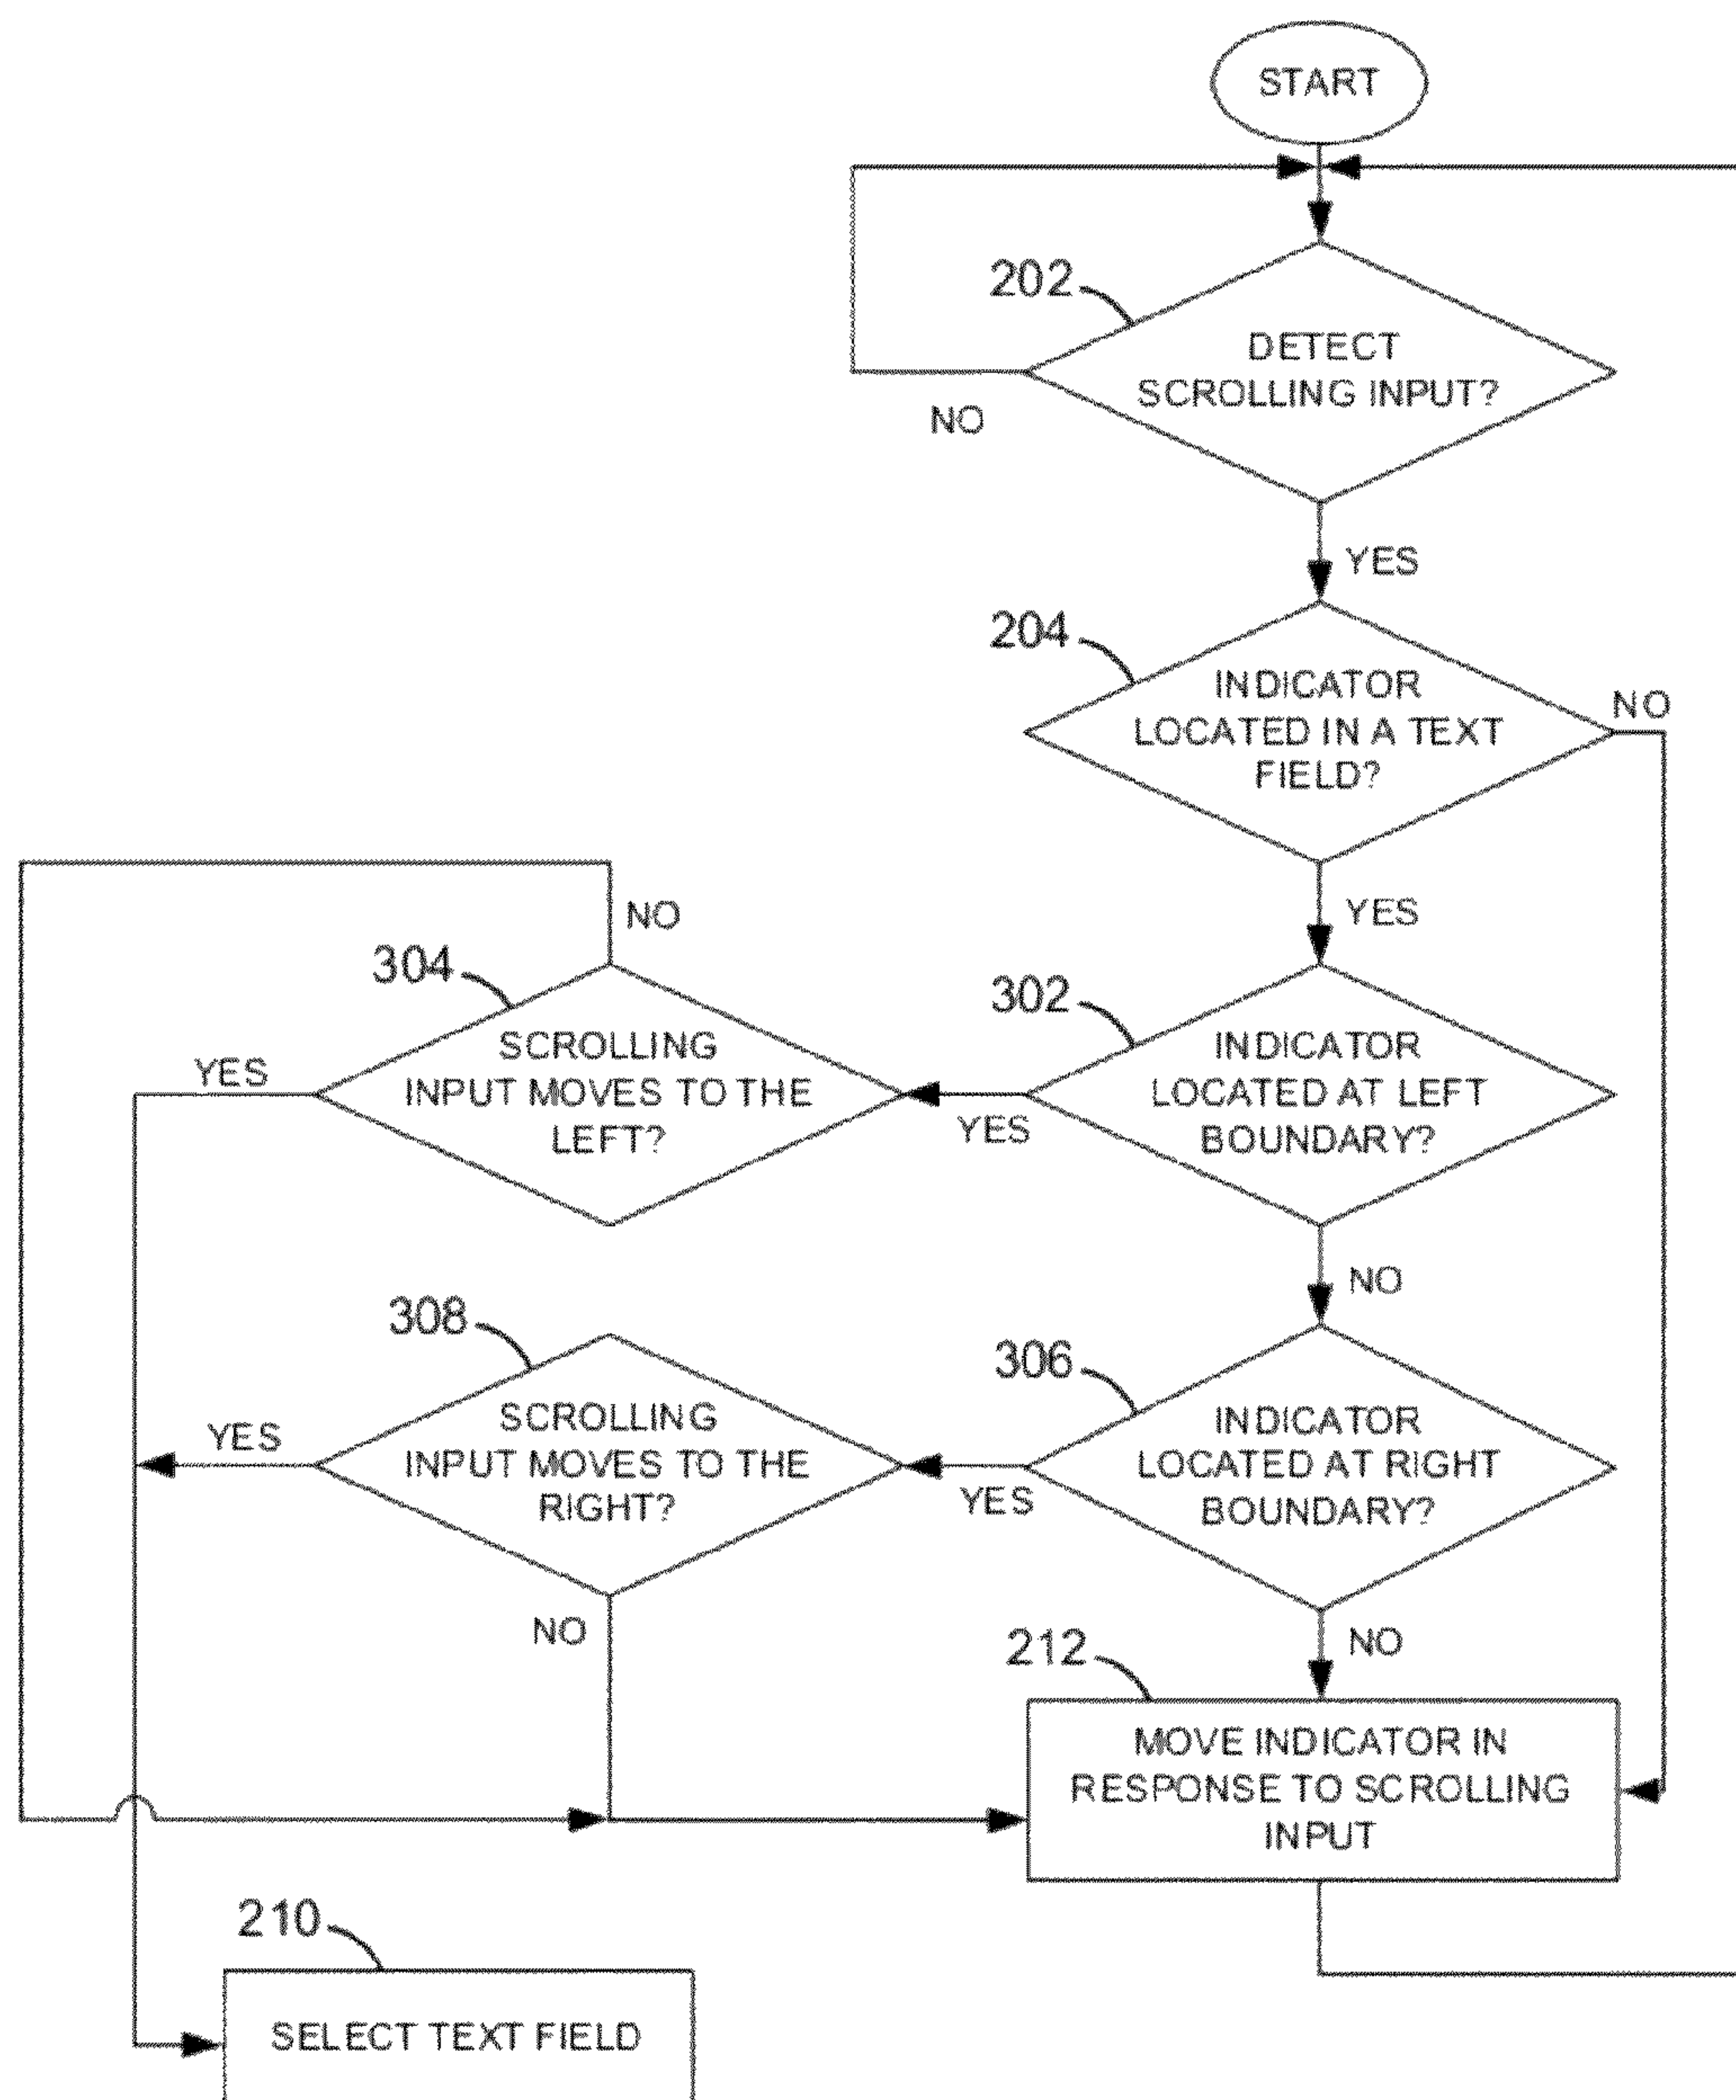 START
202
DETECT
SCROLLING INPUT?
NO
YES
204
INDICATOR
LOCATED IN A TEXT
FIELD?
NO
YES
NO
304
SCROLLING
INPUT MOVES TO THE
LEFT?
YES
302
INDICATOR
LOCATED AT LEFT
BOUNDARY?
YES
NO
308
SCROLLING
INPUT MOVES TO THE
RIGHT?
YES
NO
306
INDICATOR
LOCATED AT RIGHT
BOUNDARY?
YES
NO
212
MOVE INDICATOR IN
RESPONSE TO SCROLLING
INPUT
210
SELECT TEXT FIELD